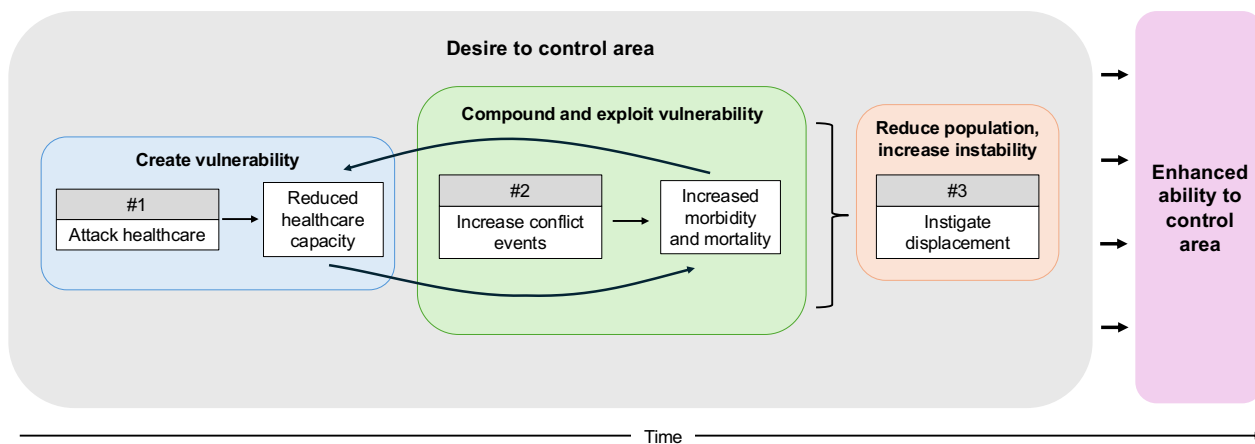 Desire to control area
Compound and exploit vulnerability
Create vulnerability
#1
Attack healthcare
Reduced
healthcare
capacity
#2
Increase conflict
events
Increased
morbidity
and mortality
Reduce population,
increase instability
#3
Instigate
displacement
Enhanced
ability to
control
area
Time